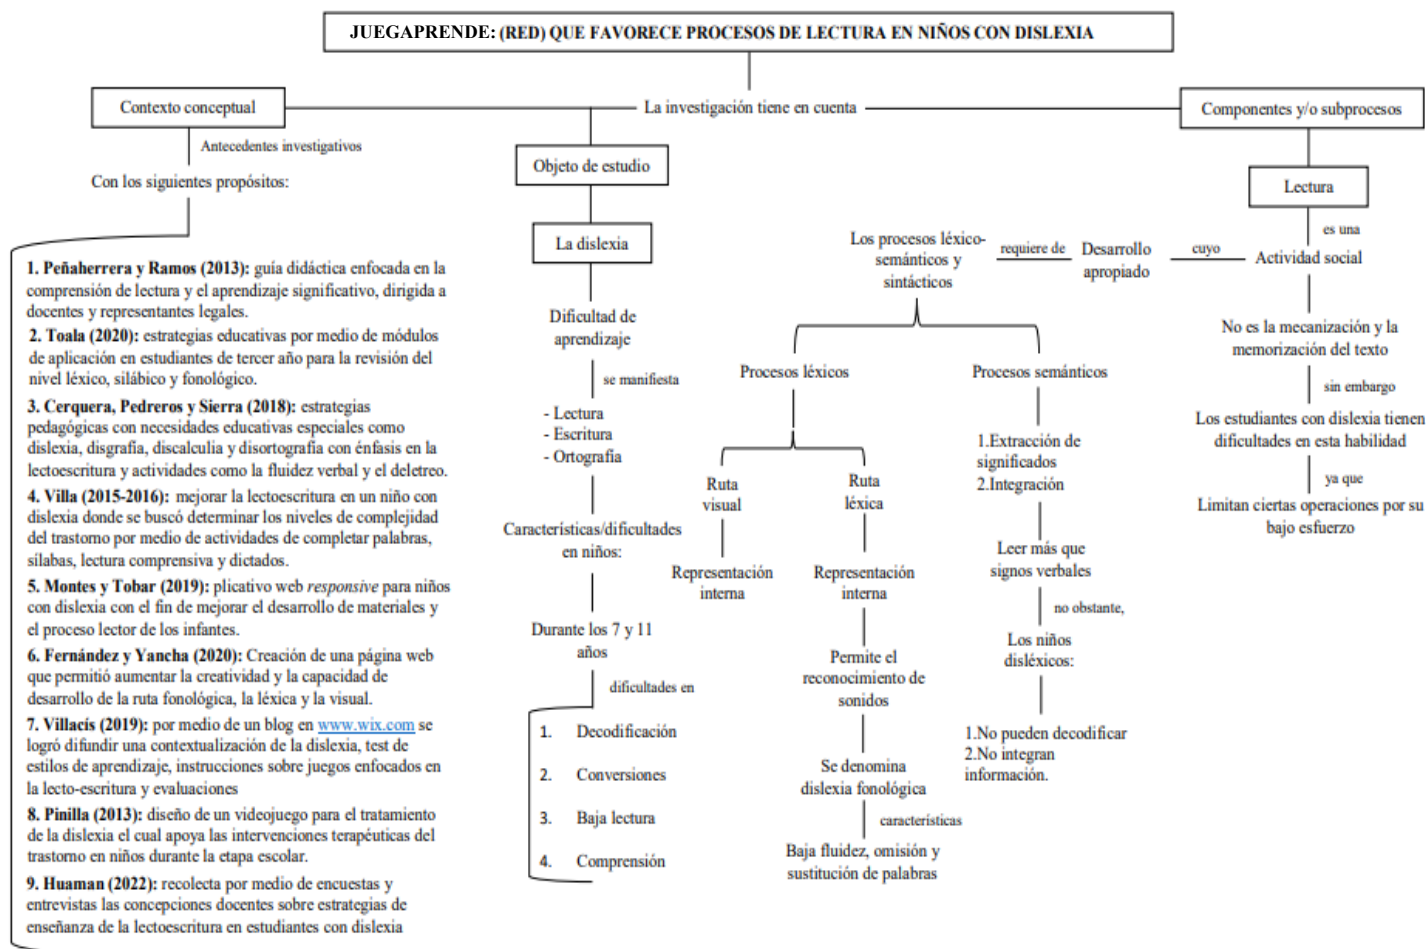 JUEGAPRENDE: (RED) QUE FAVORECE PROCESOS DE LECTURA EN NIÑOS CON DISLEXIA
Contexto conceptual
La investigación tiene en cuenta
Componentes y/o subprocesos
Antecedentes investigativos
Con los siguientes propósitos:
1. Peñaherrera y Ramos (2013): guía didáctica enfocada en la
comprensión de lectura y el aprendizaje significativo, dirigida a
docentes y representantes legales.
2. Toala (2020): estrategias educativas por medio de módulos
de aplicación en estudiantes de tercer año para la revisión del
nivel léxico, silábico y fonológico.
3. Cerquera, Pedreros y Sierra (2018): estrategias
pedagógicas con necesidades educativas especiales como
dislexia, disgrafía, discalculia y disortografía con énfasis en la
lectoescritura y actividades como la fluidez verbal y el deletreo.
4. Villa (2015-2016): mejorar la lectoescritura en un niño con
dislexia donde se buscó determinar los niveles de complejidad
del trastorno por medio de actividades de completar palabras,
sílabas, lectura comprensiva y dictados.
5. Montes y Tobar (2019): plicativo web responsive para niños
con dislexia con el fin de mejorar el desarrollo de materiales y
el proceso lector de los infantes.
6. Fernández y Yancha (2020): Creación de una página web
que permitió aumentar la creatividad y la capacidad de
desarrollo de la ruta fonológica, la léxica y la visual.
7. Villacís (2019): por medio de un blog en www.wix.com se
logró difundir una contextualización de la dislexia, test de
estilos de aprendizaje, instrucciones sobre juegos enfocados en
la lecto-escritura y evaluaciones
8. Pinilla (2013): diseño de un videojuego para el tratamiento
de la dislexia el cual apoya las intervenciones terapéuticas del
trastorno en niños durante la etapa escolar.
9. Huaman (2022): recolecta por medio de encuestas y
entrevistas las concepciones docentes sobre estrategias de
enseñanza de la lectoescritura en estudiantes con dislexia
Objeto de estudio
La dislexia
Dificultad de
aprendizaje
se manifiesta
- Lectura
- Escritura
- Ortografía
Características/dificultades
en niños:
Durante los 7 y 11
años
dificultades en
1. Decodificación
2. Conversiones
3. Baja lectura
4. Comprensión
Lectura
es una
Actividad social
cuyo
Desarrollo
apropiado
requiere de
Los procesos léxico-
semánticos y
sintácticos
Procesos léxicos
Ruta
visual
Representación
interna
Ruta
léxica
Representación
interna
Permite el
reconocimiento de
sonidos
Se denomina
dislexia fonológica
características
Baja fluidez, omisión y
sustitución de palabras
Procesos semánticos
1.Extracción de
significados
2.Integración
Leer más que
signos verbales
no obstante,
Los niños
disléxicos:
1.No pueden decodificar
2.No integran
información.
No es la mecanización y la
memorización del texto
sin embargo
Los estudiantes con dislexia tienen
dificultades en esta habilidad
ya que
Limitan ciertas operaciones por su
bajo esfuerzo